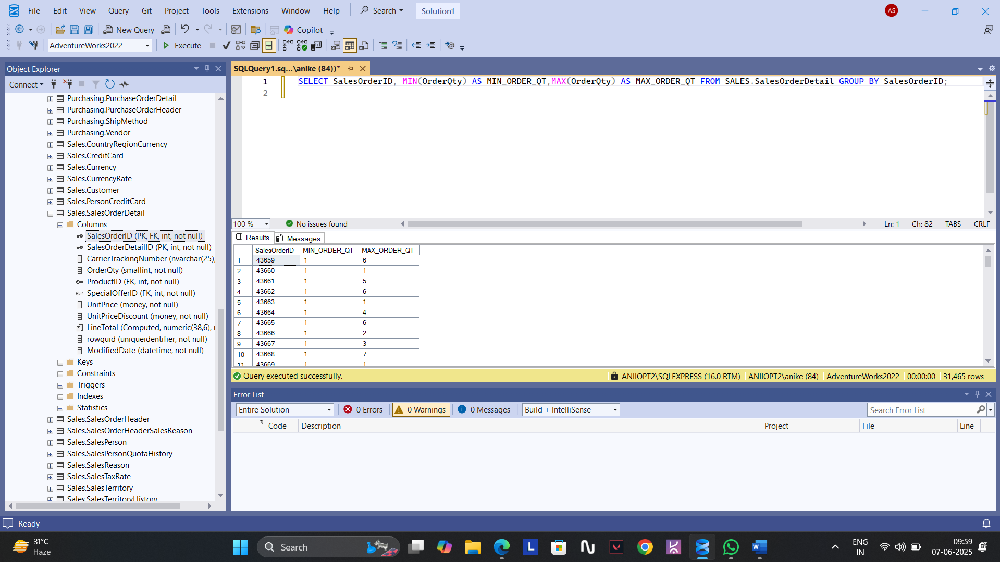 File Edit View Query Git Project Tools Extensions Window Help Search Solution1 AS
New Query Copilot
AdventureWorks2022 Execute
Object Explorer
Connect
Purchasing.PurchaseOrderDetail
Purchasing.PurchaseOrderHeader
Purchasing.ShipMethod
Purchasing.Vendor
Sales.CountryRegionCurrency
Sales.CreditCard
Sales.Currency
Sales.CurrencyRate
Sales.Customer
Sales.PersonCreditCard
Sales.SalesOrderDetail
Columns
SalesOrderID (PK, FK, int, not null)
SalesOrderDetailID (PK, int, not null)
CarrierTrackingNumber (nvarchar(25),
OrderQty (smallint, not null)
ProductID (FK, int, not null)
SpecialOfferID (FK, int, not null)
UnitPrice (money, not null)
UnitPriceDiscount (money, not null)
LineTotal (Computed, numeric(38,6), r
rowguid (uniqueidentifier, not null)
ModifiedDate (datetime, not null)
Keys
Constraints
Triggers
Indexes
Statistics
Sales.SalesOrderHeader
Sales.SalesOrderHeaderSalesReason
Sales.SalesPerson
Sales.SalesPersonQuotaHistory
Sales.SalesReason
Sales.SalesTaxRate
Sales.SalesTerritory
Sales.SalesTerritoryHistory
SQLQuery1.sq...\anike (84))*
1 SELECT SalesOrderID, MIN(OrderQty) AS MIN_ORDER_QT,MAX(OrderQty) AS MAX_ORDER_QT FROM SALES.SalesOrderDetail GROUP BY SalesOrderID;
2
100 % No issues found Ln: 1 Ch: 82 TABS CRLF
Results Messages
SalesOrderID MIN_ORDER_QT MAX_ORDER_QT
1 43659 1 6
2 43660 1 1
3 43661 1 5
4 43662 1 6
5 43663 1 1
6 43664 1 4
7 43665 1 6
8 43666 1 2
9 43667 1 3
10 43668 1 7
11 43669 1 1
Query executed successfully. ANIIOPT2\SQLEXPRESS (16.0 RTM) ANIIOPT2\anike (84) AdventureWorks2022 00:00:00 31,465 rows
Error List
Entire Solution 0 Errors 0 Warnings 0 Messages Build + IntelliSense Search Error List
Code Description Project File Line
Ready
31°C
Haze
Search
ENG
IN
09:59
07-06-2025